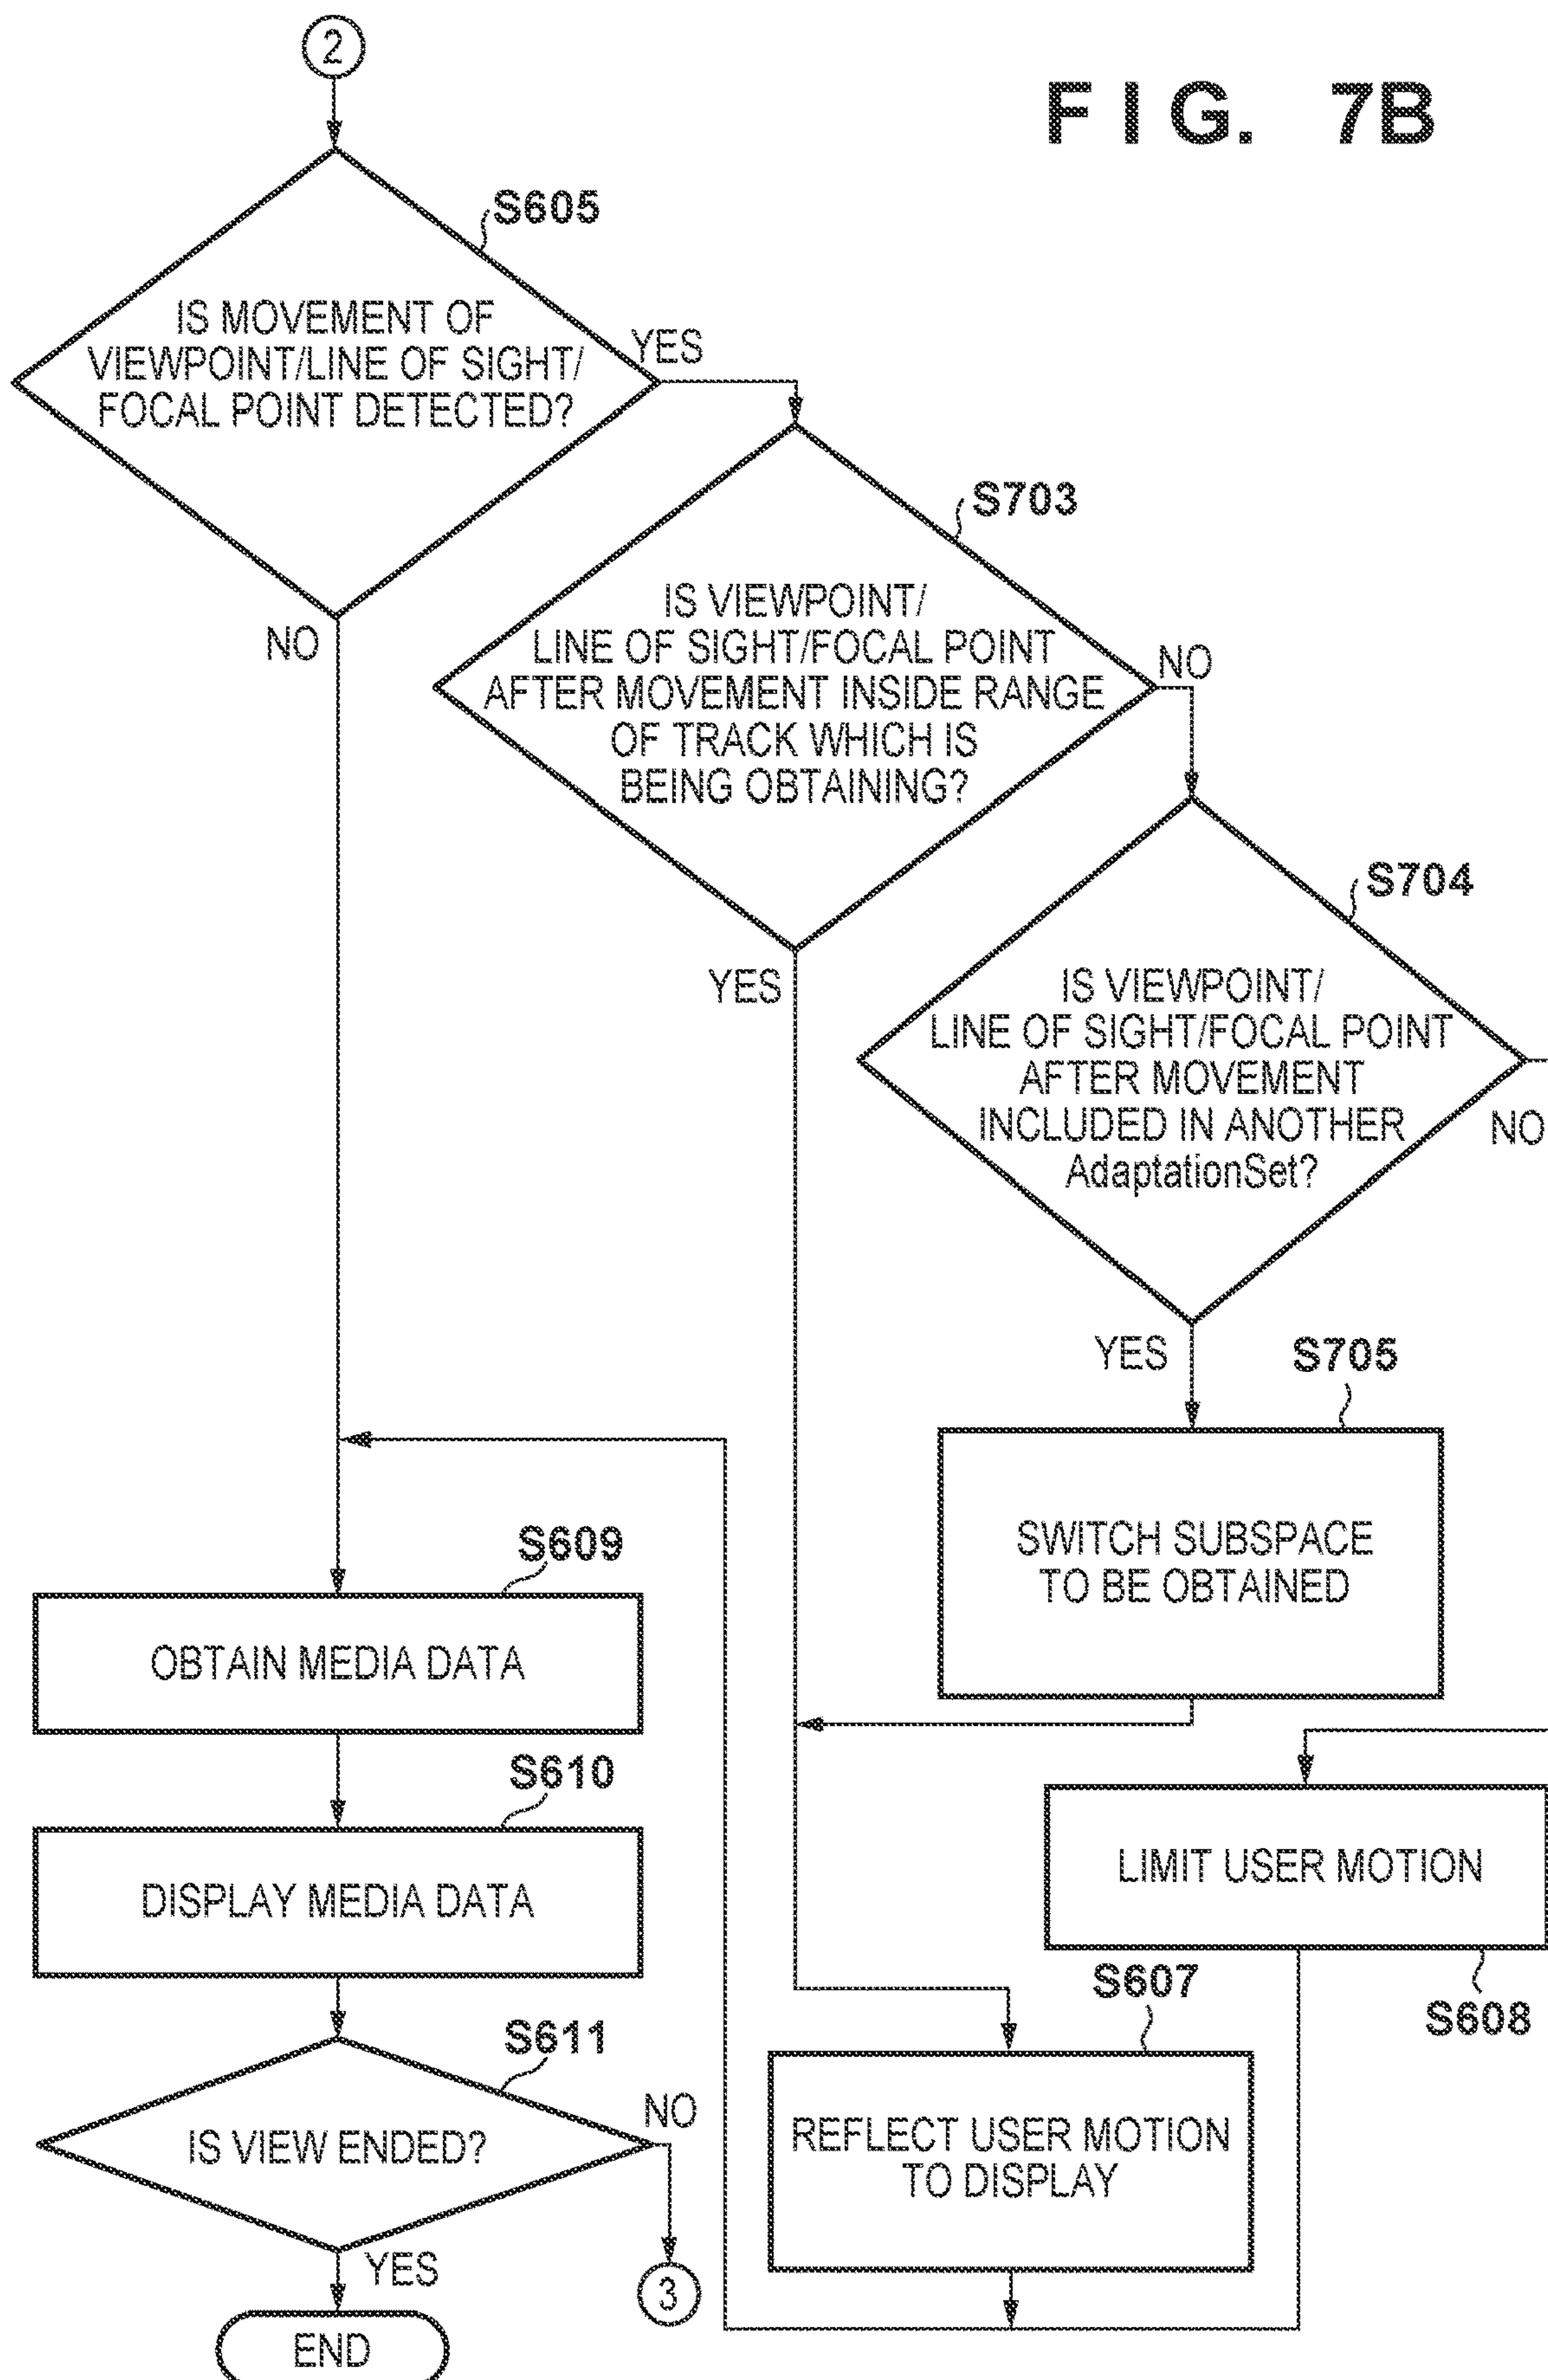 2
FIG. 7B
S605
IS MOVEMENT OF
VIEWPOINT/LINE OF SIGHT/
FOCAL POINT DETECTED?
YES
NO
S703
IS VIEWPOINT/
LINE OF SIGHT/FOCAL POINT
AFTER MOVEMENT INSIDE RANGE
OF TRACK WHICH IS
BEING OBTAINING?
NO
YES
S704
IS VIEWPOINT/
LINE OF SIGHT/FOCAL POINT
AFTER MOVEMENT
INCLUDED IN ANOTHER
AdaptationSet?
NO
YES
S705
SWITCH SUBSPACE
TO BE OBTAINED
S609
OBTAIN MEDIA DATA
S610
DISPLAY MEDIA DATA
LIMIT USER MOTION
S608
S607
REFLECT USER MOTION
TO DISPLAY
S611
IS VIEW ENDED?
NO
YES
3
END